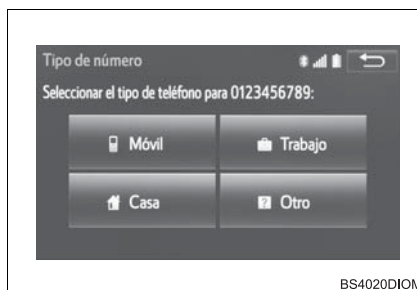 Tipo de número
Seleccionar el tipo de teléfono para 0123456789:
Móvil
Trabajo
Casa
? Otro
BS4020DIOM